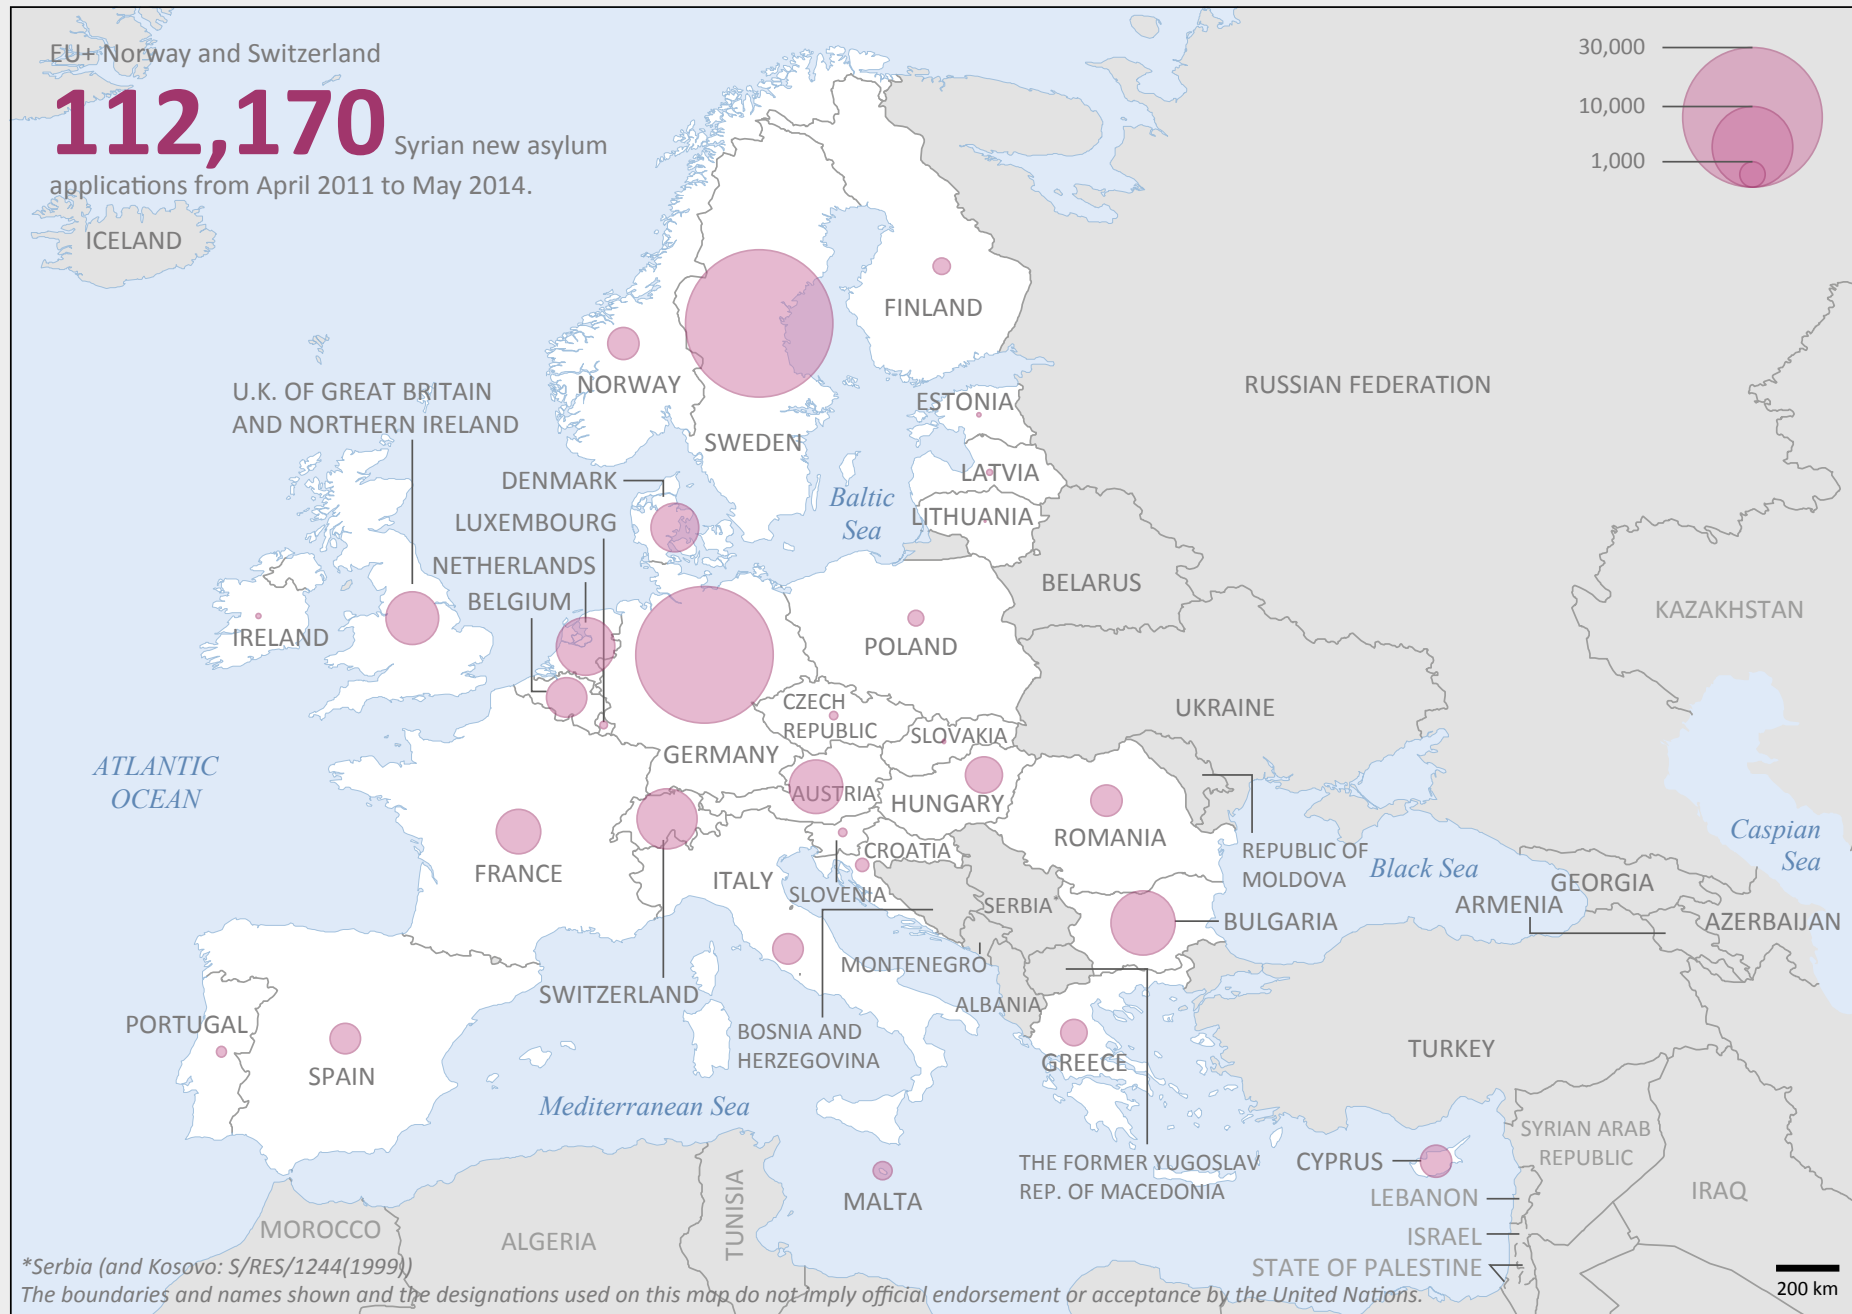 EU+ Norway and Switzerland
112,170 Syrian new asylum
applications from April 2011 to May 2014.
30,000
10,000
1,000
ICELAND
FINLAND
NORWAY
SWEDEN
RUSSIAN FEDERATION
U.K. OF GREAT BRITAIN
AND NORTHERN IRELAND
ESTONIA
LATVIA
LITHUANIA
DENMARK
LUXEMBOURG
NETHERLANDS
BELGIUM
Baltic
Sea
BELARUS
KAZAKHSTAN
IRELAND
POLAND
UKRAINE
CZECH
REPUBLIC
SLOVAKIA
GERMANY
ATLANTIC
OCEAN
AUSTRIA
HUNGARY
ROMANIA
REPUBLIC OF
MOLDOVA
Black Sea
Caspian
Sea
FRANCE
ITALY
SLOVENIA
CROATIA
SERBIA*
GEORGIA
ARMENIA
AZERBAIJAN
BULGARIA
MONTENEGRO
SWITZERLAND
ALBANIA
BOSNIA AND
HERZEGOVINA
PORTUGAL
SPAIN
GREECE
TURKEY
Mediterranean Sea
SYRIAN ARAB
REPUBLIC
THE FORMER YUGOSLAV
REP. OF MACEDONIA
CYPRUS
LEBANON
IRAQ
MALTA
MOROCCO
ALGERIA
TUNISIA
ISRAEL
STATE OF PALESTINE
*Serbia (and Kosovo: S/RES/1244(1999))
The boundaries and names shown and the designations used on this map do not imply official endorsement or acceptance by the United Nations.
200 km